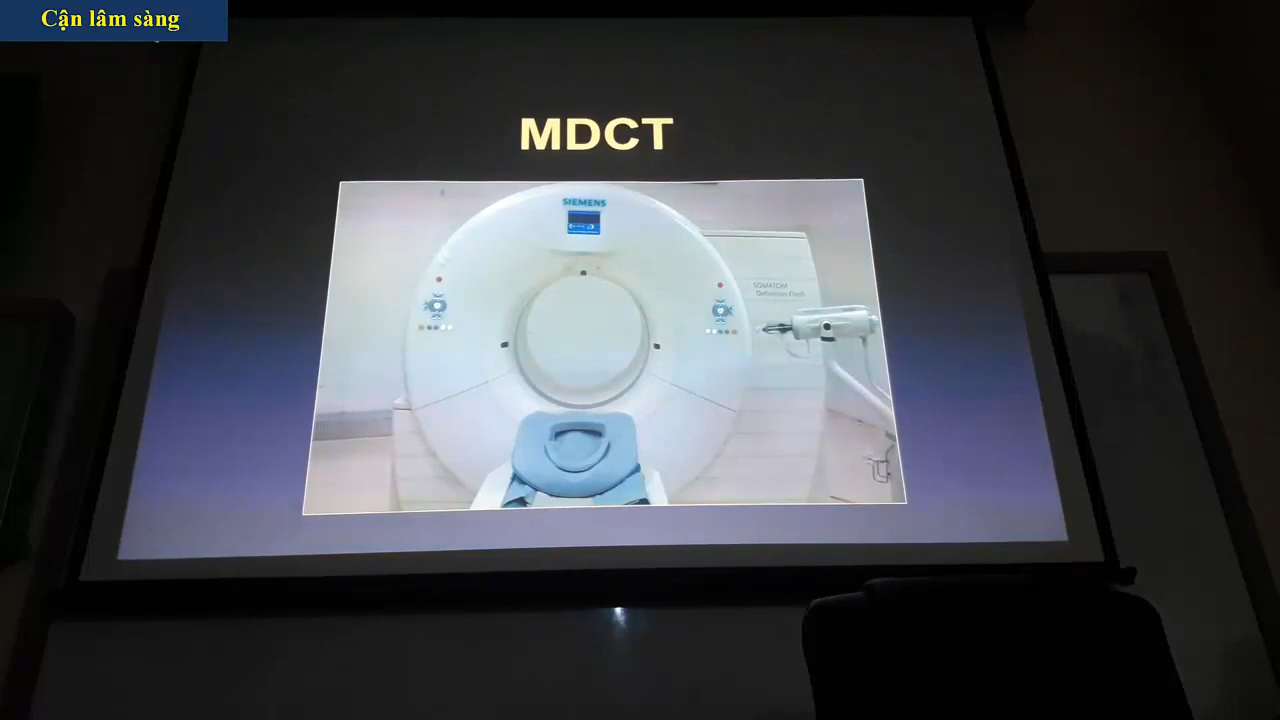 Cận lâm sàng
MDCT
SIEMENS
SOMATOM
Definition Flash